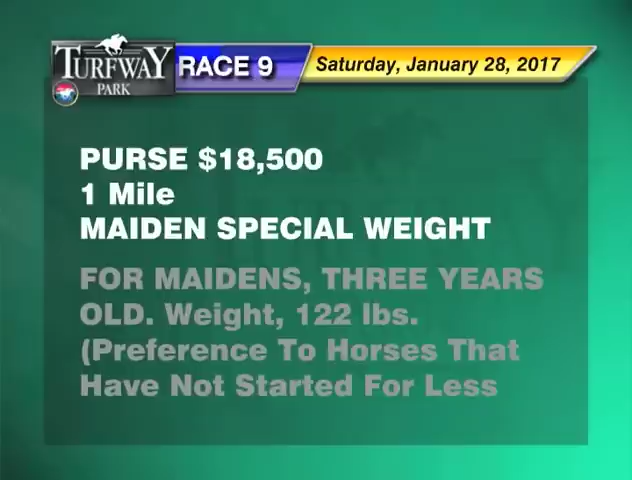 TURFWAY
PARK
RACE 9
Saturday, January 28, 2017
PURSE $18,500
1 Mile
MAIDEN SPECIAL WEIGHT
FOR MAIDENS, THREE YEARS
OLD. Weight, 122 lbs.
(Preference To Horses That
Have Not Started For Less